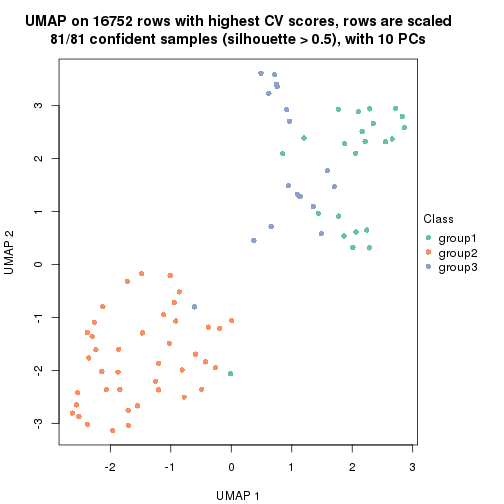 UMAP on 16752 rows with highest CV scores, rows are scaled
81/81 confident samples (silhouette > 0.5), with 10 PCs
UMAP 2
3
2
1
0
-1
-2
-3
-2
-1
0
1
2
3
UMAP 1
Class
group1
group2
group3